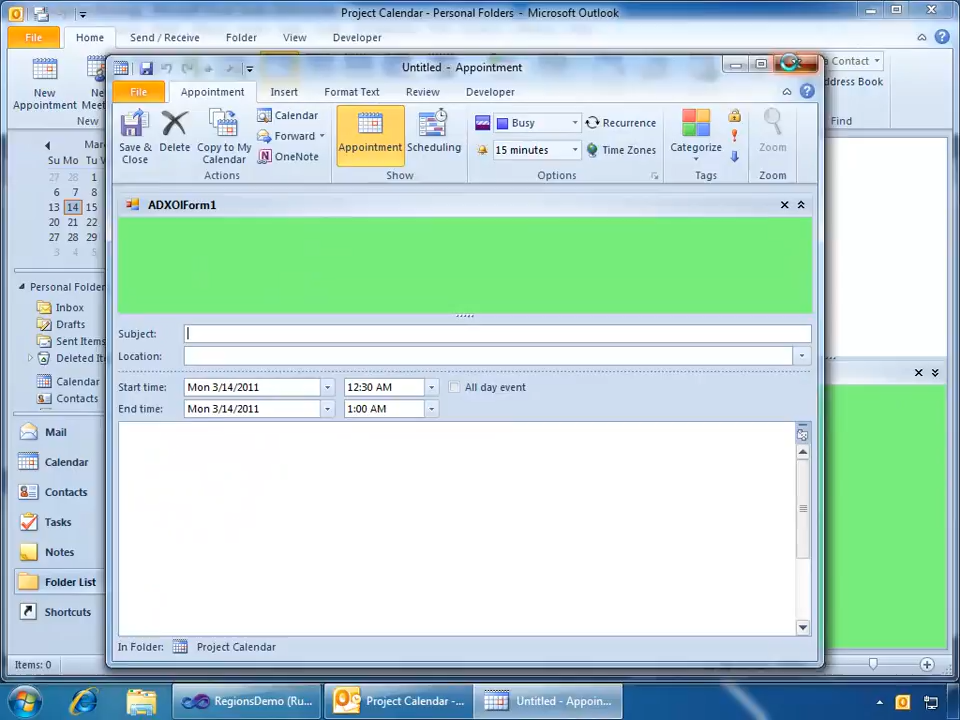 Project Calendar - Personal Folders - Microsoft Outlook
File Home Send / Receive Folder View Developer
New Appointment
New
New
Contact
Address Book
Find
Untitled - Appointment
File Appointment Insert Format Text Review Developer
Save & Close
Delete
Copy to My Calendar
Calendar
Forward
OneNote
Actions
Appointment
Scheduling
Show
Busy
Recurrence
15 minutes
Time Zones
Options
Categorize
Tags
Zoom
Zoom
Su Mo Tu
27 28 1
6 7 8
13 14 15
20 21 22
27 28 29
3 4 5
ADXOlForm1
Subject:
Location:
Start time: Mon 3/14/2011 12:30 AM All day event
End time: Mon 3/14/2011 1:00 AM
In Folder: Project Calendar
Personal Folder
Inbox
Drafts
Sent Items
Deleted It
Calendar
Contacts
Mail
Calendar
Contacts
Tasks
Notes
Folder List
Shortcuts
Items: 0
RegionsDemo (Ru...
Project Calendar -...
Untitled - Appoin...